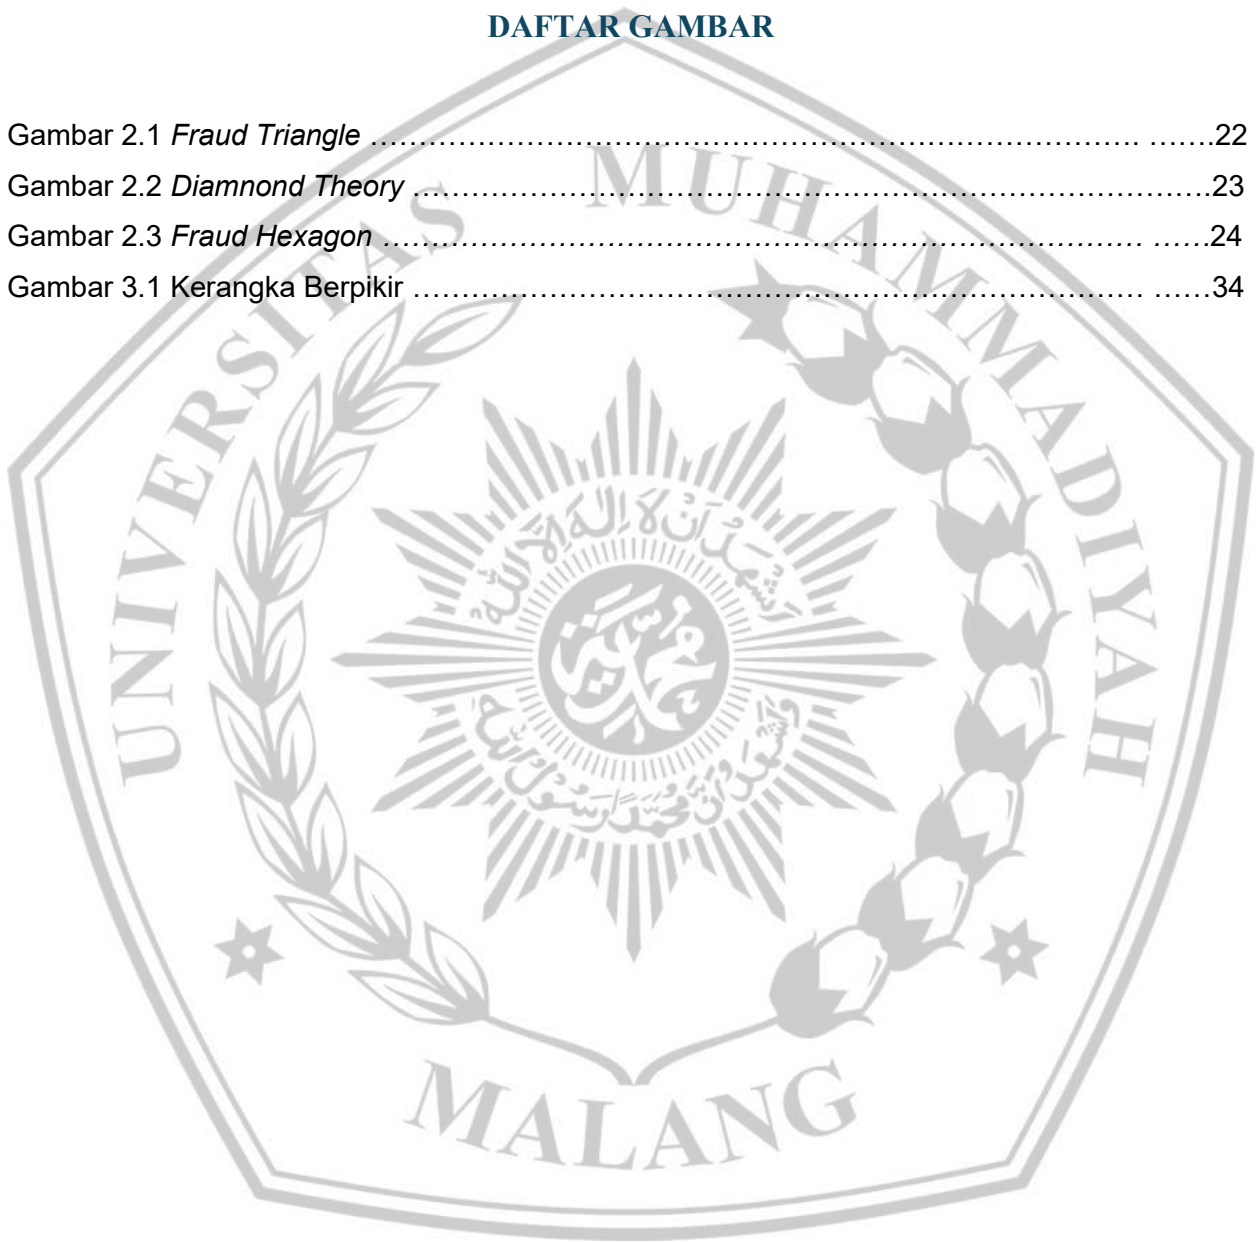 DAFTAR GAMBAR
Gambar 2.1 Fraud Triangle …………………………………………………………………… …….22
Gambar 2.2 Diamnond Theory ……………………………………………………………………….23
Gambar 2.3 Fraud Hexagon …………………………………………………………………… ……24
Gambar 3.1 Kerangka Berpikir ………………………………………………………………… ……34
UNIVERSITAS MUHAMMADIYAH
MALANG